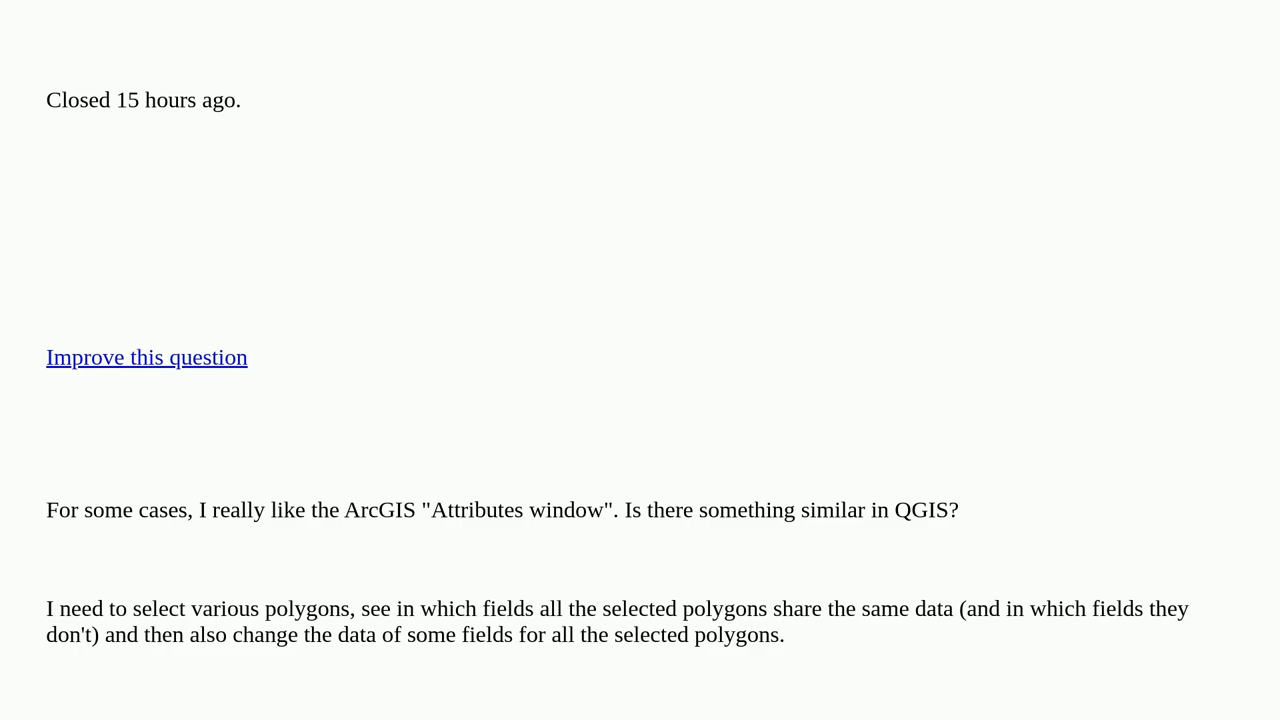 Closed 15 hours ago.
Improve this question
For some cases, I really like the ArcGIS "Attributes window". Is there something similar in QGIS?
I need to select various polygons, see in which fields all the selected polygons share the same data (and in which fields they
don't) and then also change the data of some fields for all the selected polygons.